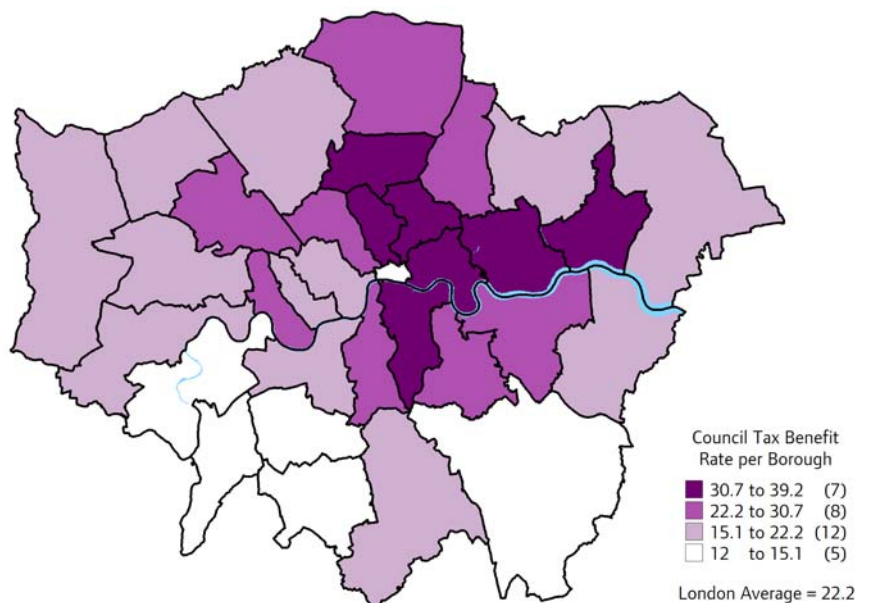 Council Tax Benefit
Rate per Borough
30.7 to 39.2 (7)
22.2 to 30.7 (8)
15.1 to 22.2 (12)
12 to 15.1 (5)
London Average = 22.2